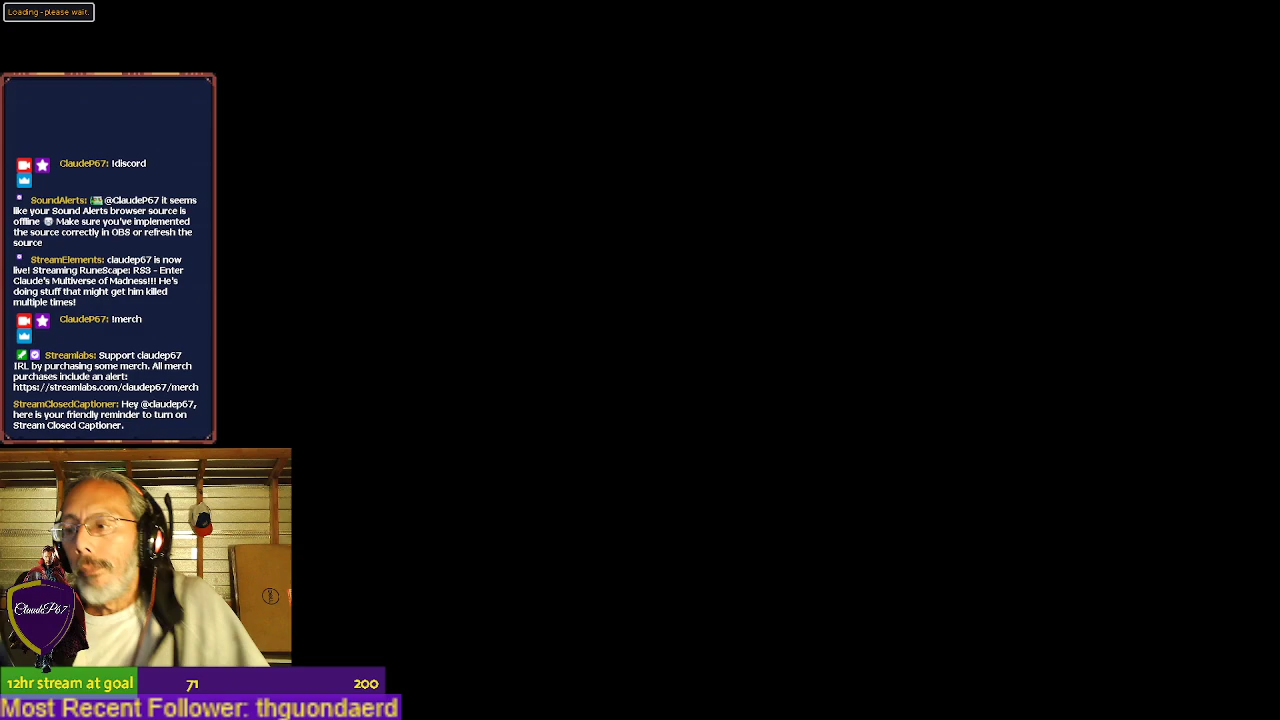 Loading - please wait.
ClaudeP67: !discord
SoundAlerts: @ClaudeP67 it seems
like your Sound Alerts browser source is
offline Make sure you've implemented
the source correctly in OBS or refresh the
source
StreamElements: claudep67 is now
live! Streaming RuneScape: RS3 - Enter
Claude's Multiverse of Madness!!! He's
doing stuff that might get him killed
multiple times!
ClaudeP67: !merch
Streamlabs: Support claudep67
IRL by purchasing some merch. All merch
purchases include an alert:
https://streamlabs.com/claudep67/merch
StreamClosedCaptioner: Hey @claudep67,
here is your friendly reminder to turn on
Stream Closed Captioner.
ClaudeP67
12hr stream at goal 71 200
Most Recent Follower: thguondaerd